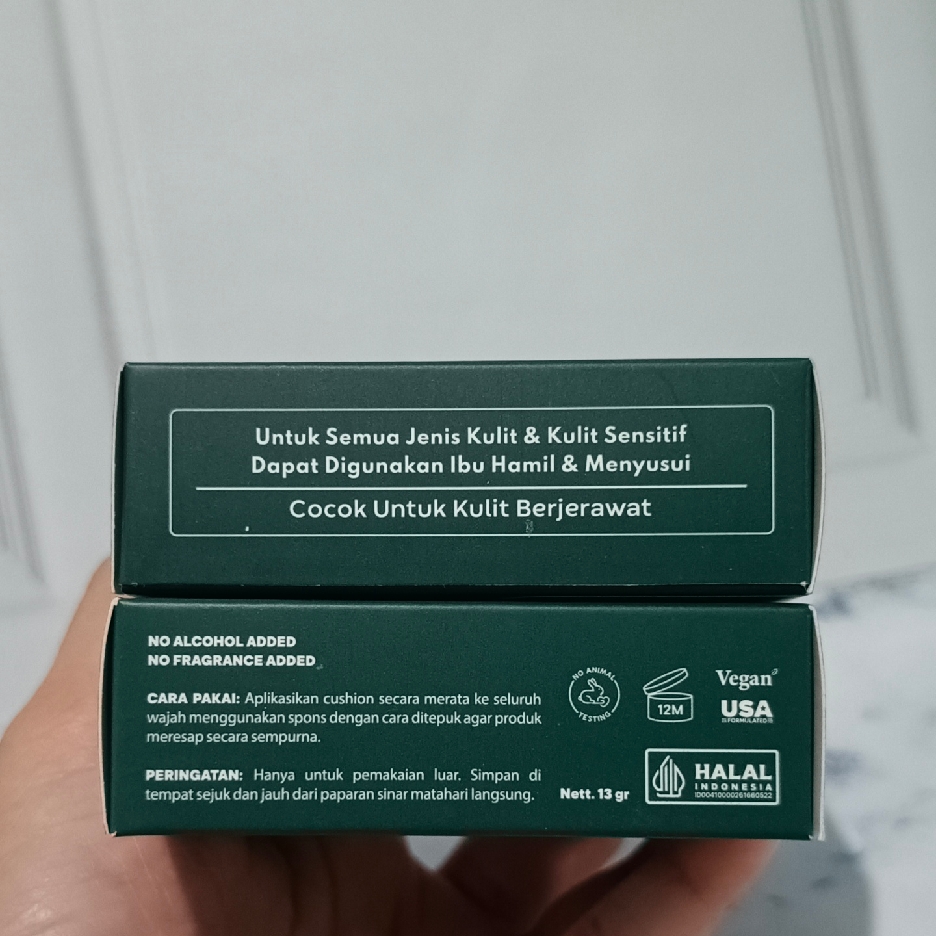 Untuk Semua Jenis Kulit & Kulit Sensitif
Dapat Digunakan Ibu Hamil & Menyusui
Cocok Untuk Kulit Berjerawat
NO ALCOHOL ADDED
NO FRAGRANCE ADDED
CARA PAKAI: Aplikasikan cushion secara merata ke seluruh
wajah menggunakan spons dengan cara ditepuk agar produk
meresap secara sempurna.
PERINGATAN: Hanya untuk pemakaian luar. Simpan di
tempat sejuk dan jauh dari paparan sinar matahari langsung.
Nett. 13 gr
NO ANIMAL
TESTING
12M
Vegan
USA
FORMULATED
HALAL
INDONESIA
ID00410000261680522